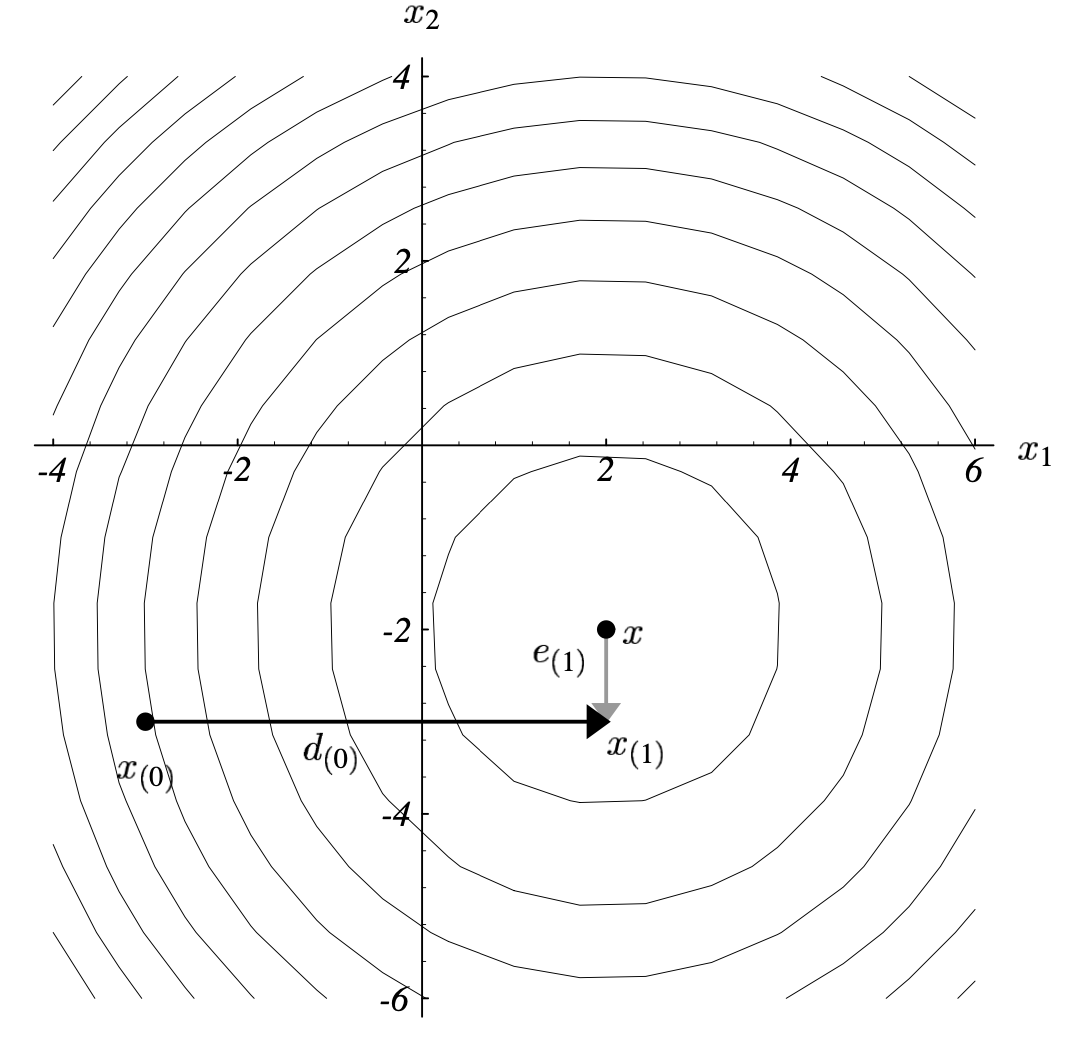 x₂
4
2
-4 -2 2 4 6 x₁
-2 x
e₍₁₎
d₍₀₎ x₍₁₎
x₍₀₎
-4
-6